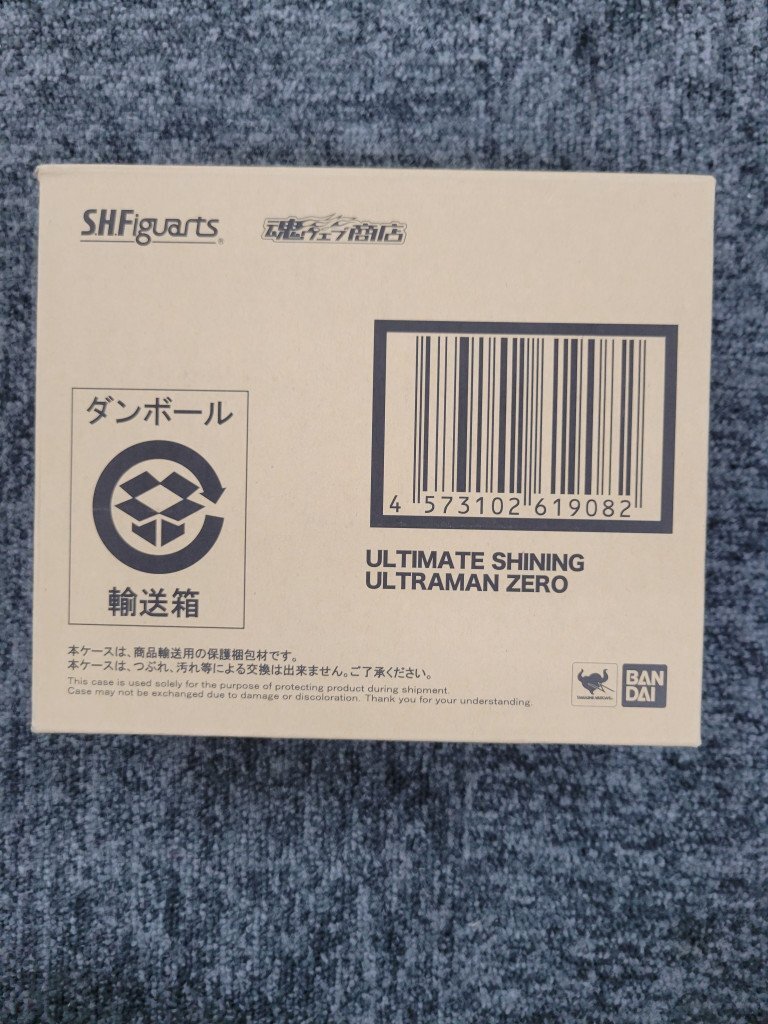 S.H.Figuarts®
魂ウェブ商店
4 573102 619082
ULTIMATE SHINING
ULTRAMAN ZERO
ダンボール
輸送箱
本ケースは、商品輸送用の保護梱包材です。
本ケースは、つぶれ、汚れ等による交換は出来ません。ご了承ください。
This case is used solely for the purpose of protecting product during shipment.
Case may not be exchanged due to damage or discoloration. Thank you for your understanding.
TAMASHII NATIONS
BAN
DAI